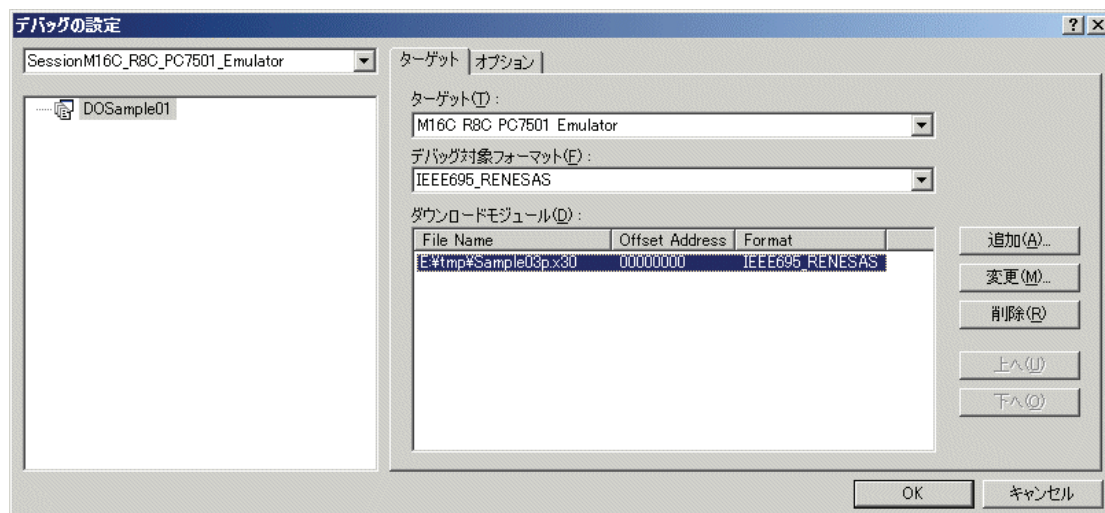 デバッグの設定
SessionM16C_R8C_PC7501_Emulator
DOSample01
ターゲット オプション
ターゲット(T) :
M16C R8C PC7501 Emulator
デバッグ対象フォーマット(F) :
IEEE695_RENESAS
ダウンロードモジュール(D) :
File Name Offset Address Format
E:¥tmp¥Sample03p.x30 00000000 IEEE695_RENESAS
追加(A)...
変更(M)...
削除(R)
上へ(U)
下へ(O)
OK キャンセル